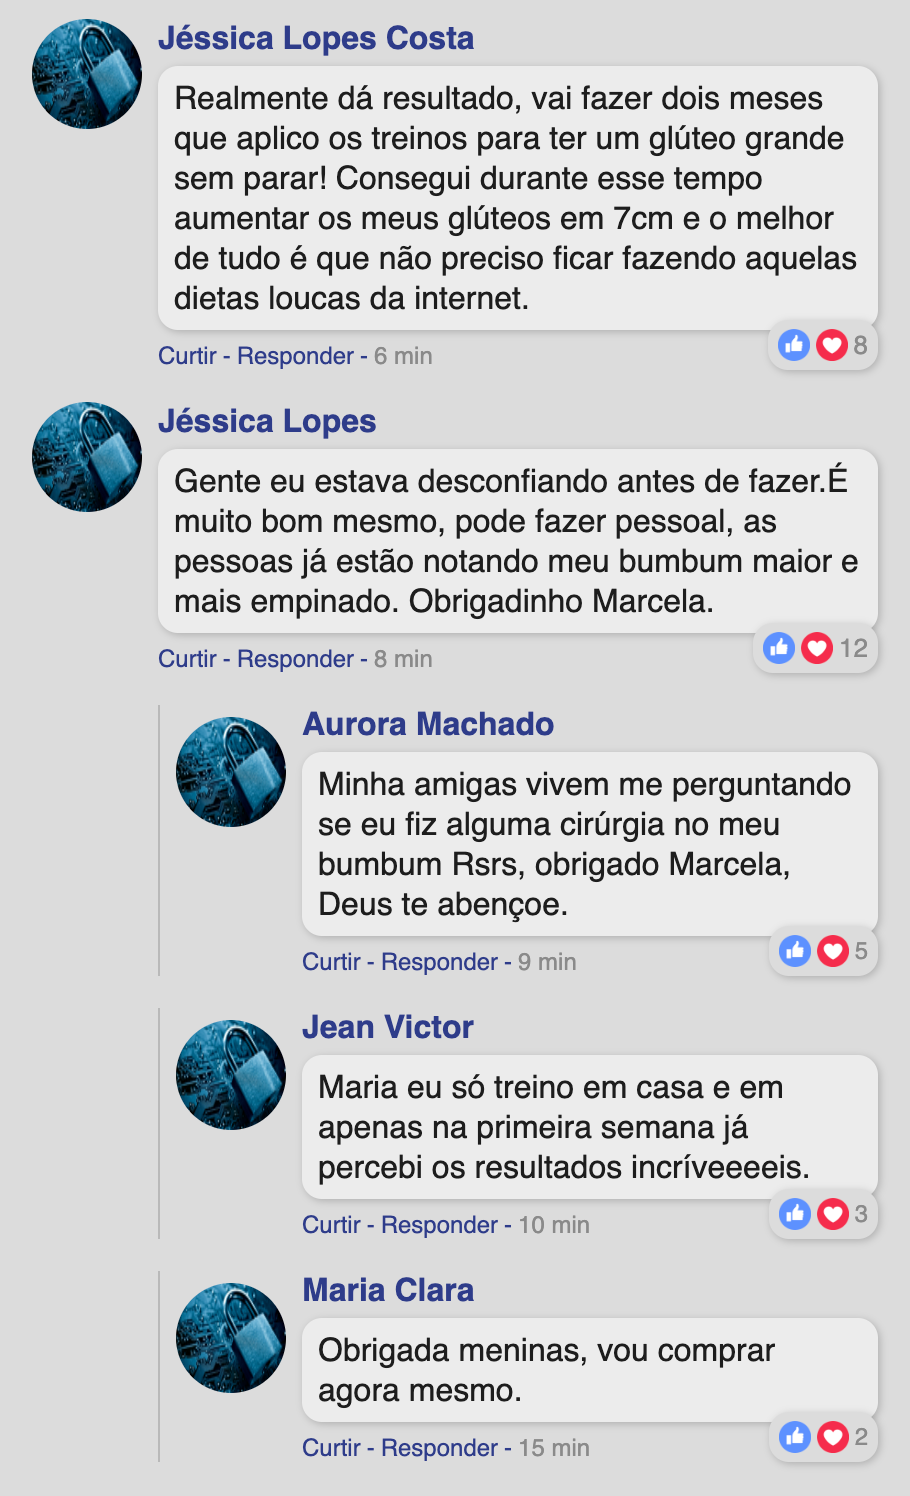 Jéssica Lopes Costa
Realmente dá resultado, vai fazer dois meses
que aplico os treinos para ter um glúteo grande
sem parar! Consegui durante esse tempo
aumentar os meus glúteos em 7cm e o melhor
de tudo é que não preciso ficar fazendo aquelas
dietas loucas da internet.
Curtir - Responder - 6 min
8
Jéssica Lopes
Gente eu estava desconfiando antes de fazer.É
muito bom mesmo, pode fazer pessoal, as
pessoas já estão notando meu bumbum maior e
mais empinado. Obrigadinho Marcela.
Curtir - Responder - 8 min
12
Aurora Machado
Minha amigas vivem me perguntando
se eu fiz alguma cirúrgia no meu
bumbum Rsrs, obrigado Marcela,
Deus te abençoe.
Curtir - Responder - 9 min
5
Jean Victor
Maria eu só treino em casa e em
apenas na primeira semana já
percebi os resultados incríveeeeis.
Curtir - Responder - 10 min
3
Maria Clara
Obrigada meninas, vou comprar
agora mesmo.
Curtir - Responder - 15 min
2